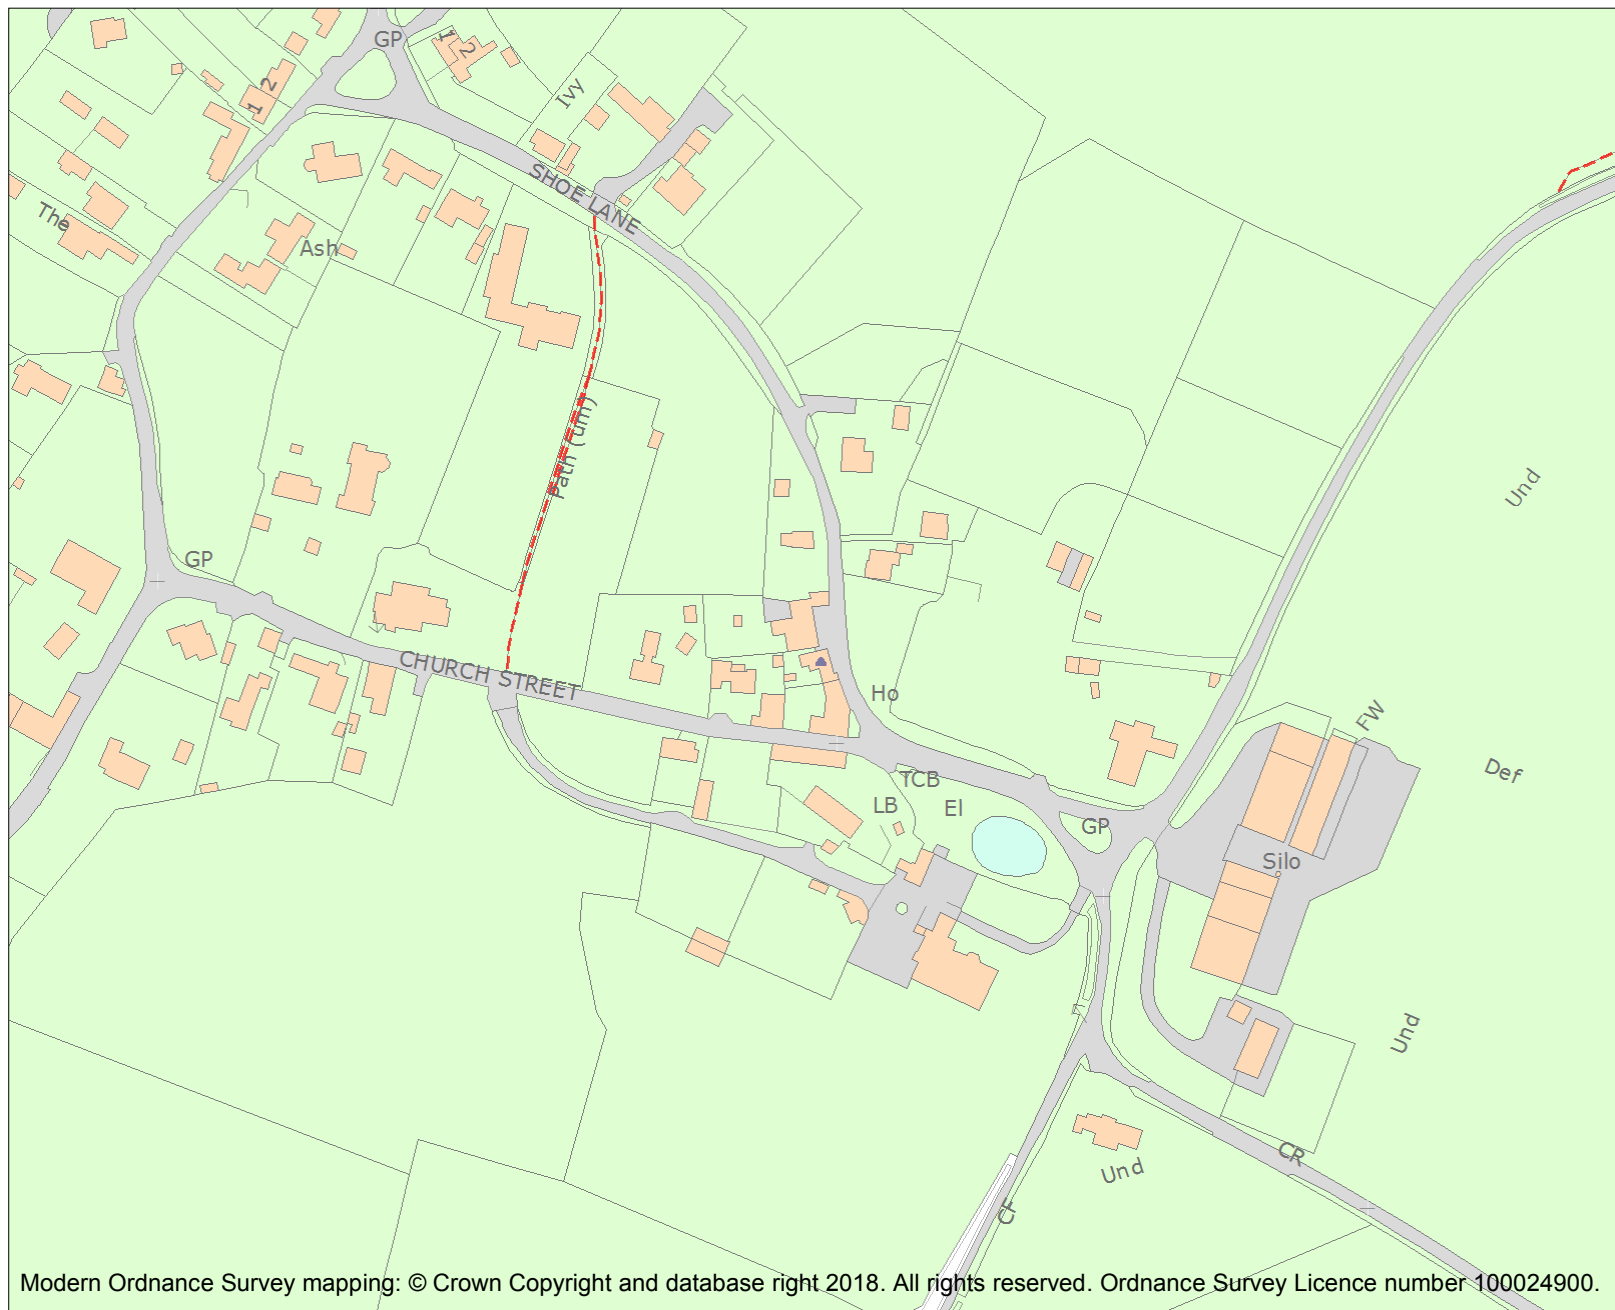 GP
1
2
Ivy
1 2
SHOE LANE
The
Ash
Path (um)
Und
GP
CHURCH STREET
Ho
FW
TCB
Def
LB
El
GP
Silo
Und
CR
Und
CF
Modern Ordnance Survey mapping: © Crown Copyright and database right 2018. All rights reserved. Ordnance Survey Licence number 100024900.